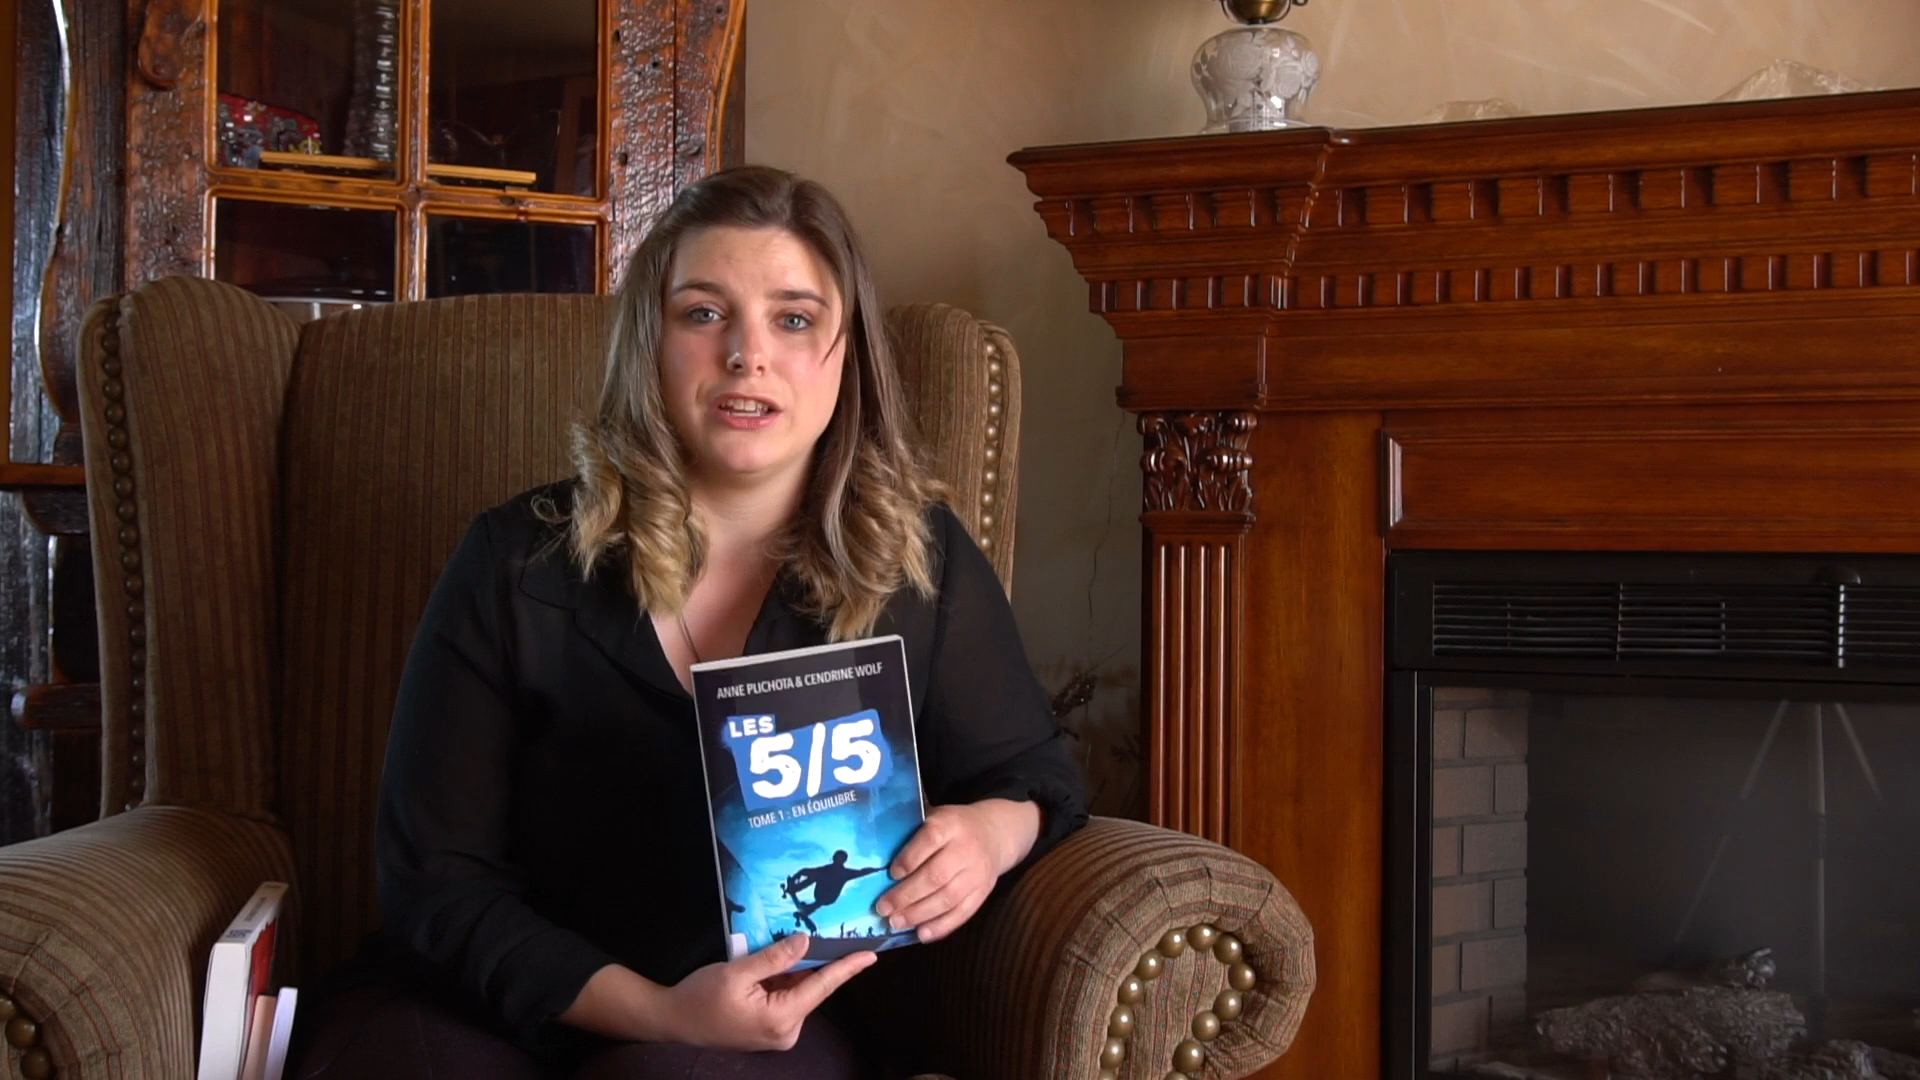 ANNE PLICHOTA & CENDRINE WOLF
LES
5/5
TOME 1 : EN ÉQUILIBRE